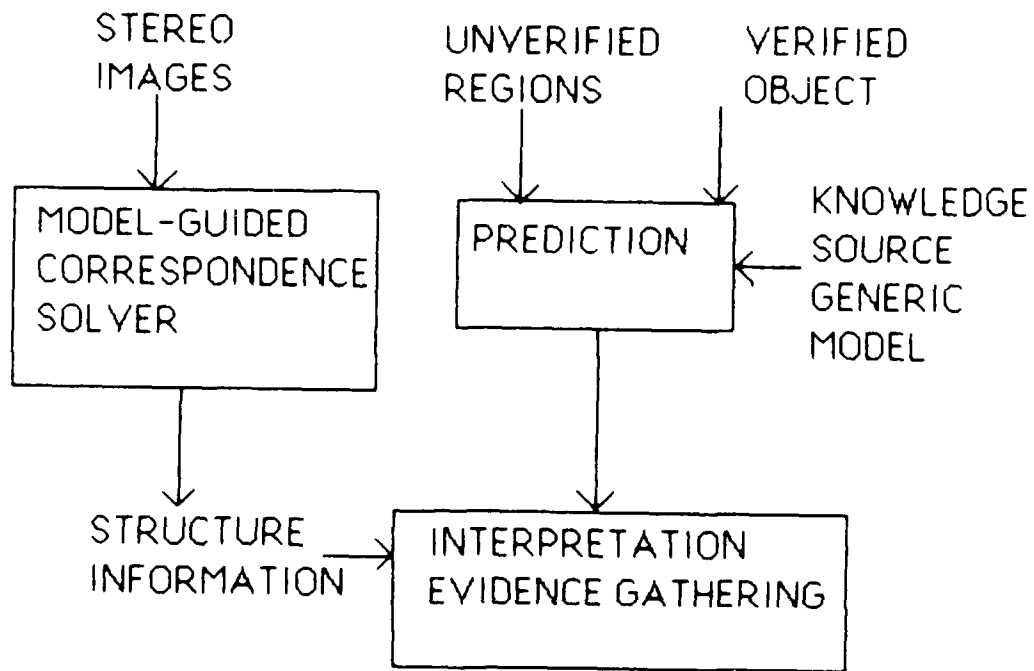 STEREO
IMAGES
UNVERIFIED
REGIONS
VERIFIED
OBJECT
MODEL-GUIDED
CORRESPONDENCE
SOLVER
PREDICTION
KNOWLEDGE
SOURCE
GENERIC
MODEL
STRUCTURE
INFORMATION
INTERPRETATION
EVIDENCE GATHERING